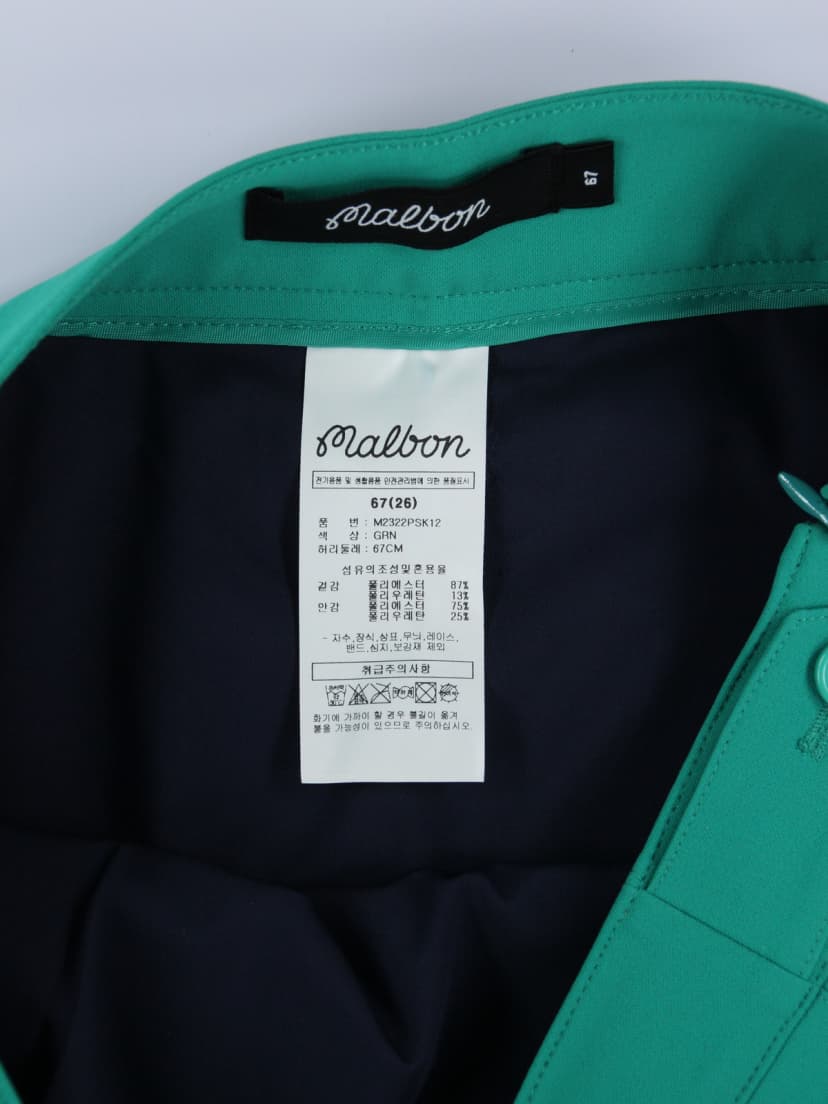 malbon
67
malbon
전기용품 및 생활용품 안전관리법에 의한 품질표시
67(26)
품 번 : M2322PSK12
색 상 : GRN
허리둘레 : 67CM
섬유의조성및혼용율
겉감 폴리에스터 87%
폴리우레탄 13%
안감 폴리에스터 75%
폴리우레탄 25%
- 자수,장식,상표,무늬,레이스,
밴드,심지,보강재 제외
취급주의사항
화기에 가까이 할 경우 불길이 옮겨
붙을 가능성이 있으므로 주의하십시오.